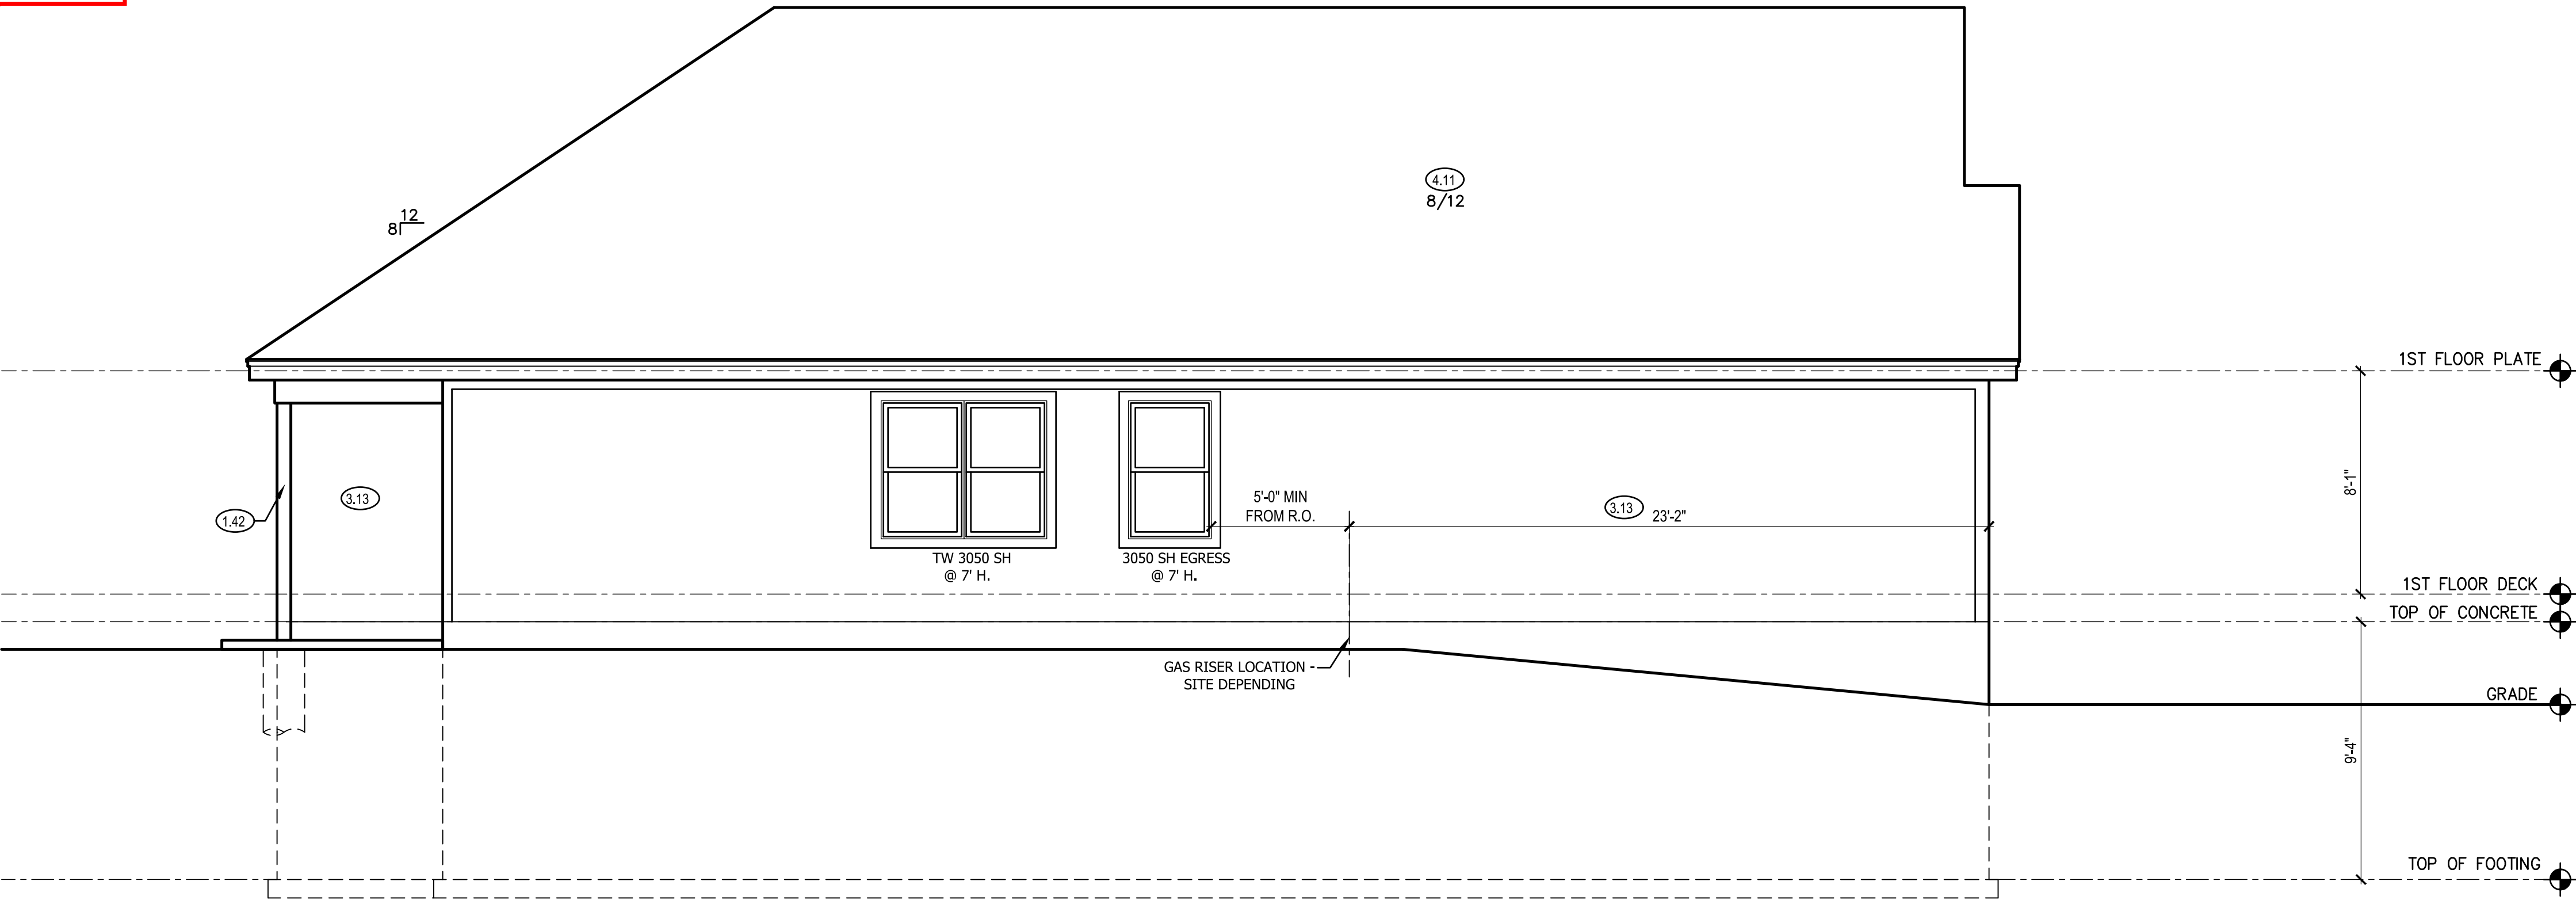 12
8
4.11
8/12
1ST FLOOR PLATE
8'-1"
3.13
1.42
5'-0" MIN
FROM R.O.
3.13
23'-2"
TW 3050 SH
@ 7' H.
3050 SH EGRESS
@ 7' H.
1ST FLOOR DECK
TOP OF CONCRETE
GAS RISER LOCATION -
SITE DEPENDING
GRADE
9'-4"
TOP OF FOOTING